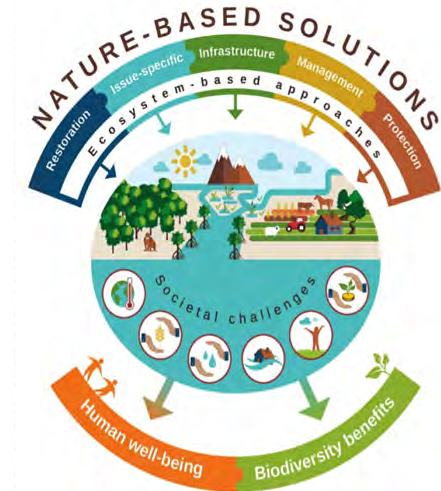 NATURE-BASED SOLUTIONS
Restoration
Issue-specific
Infrastructure
Management
Protection
Ecosystem-based approaches
Societal challenges
Human well-being
Biodiversity benefits